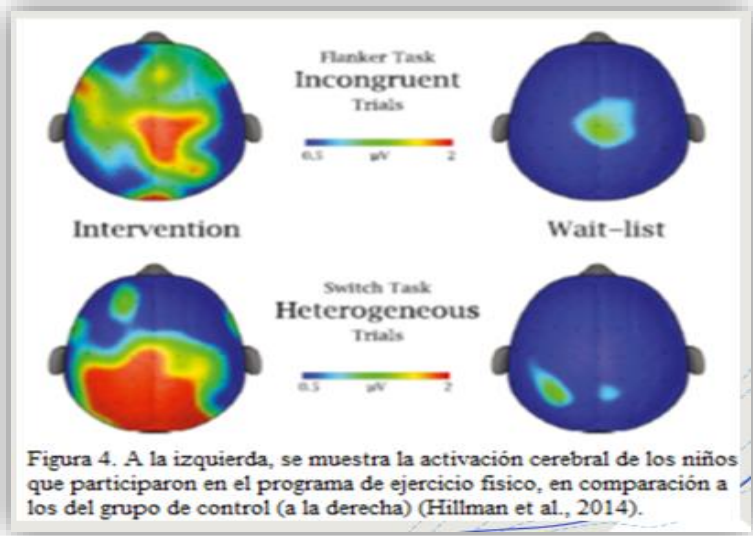 Flanker Task
Incongruent
Trials
0.5 μV 2
Intervention
Wait-list
Switch Task
Heterogeneous
Trials
0.5 μV 2
Figura 4. A la izquierda, se muestra la activación cerebral de los niños
que participaron en el programa de ejercicio físico, en comparación a
los del grupo de control (a la derecha) (Hillman et al., 2014).